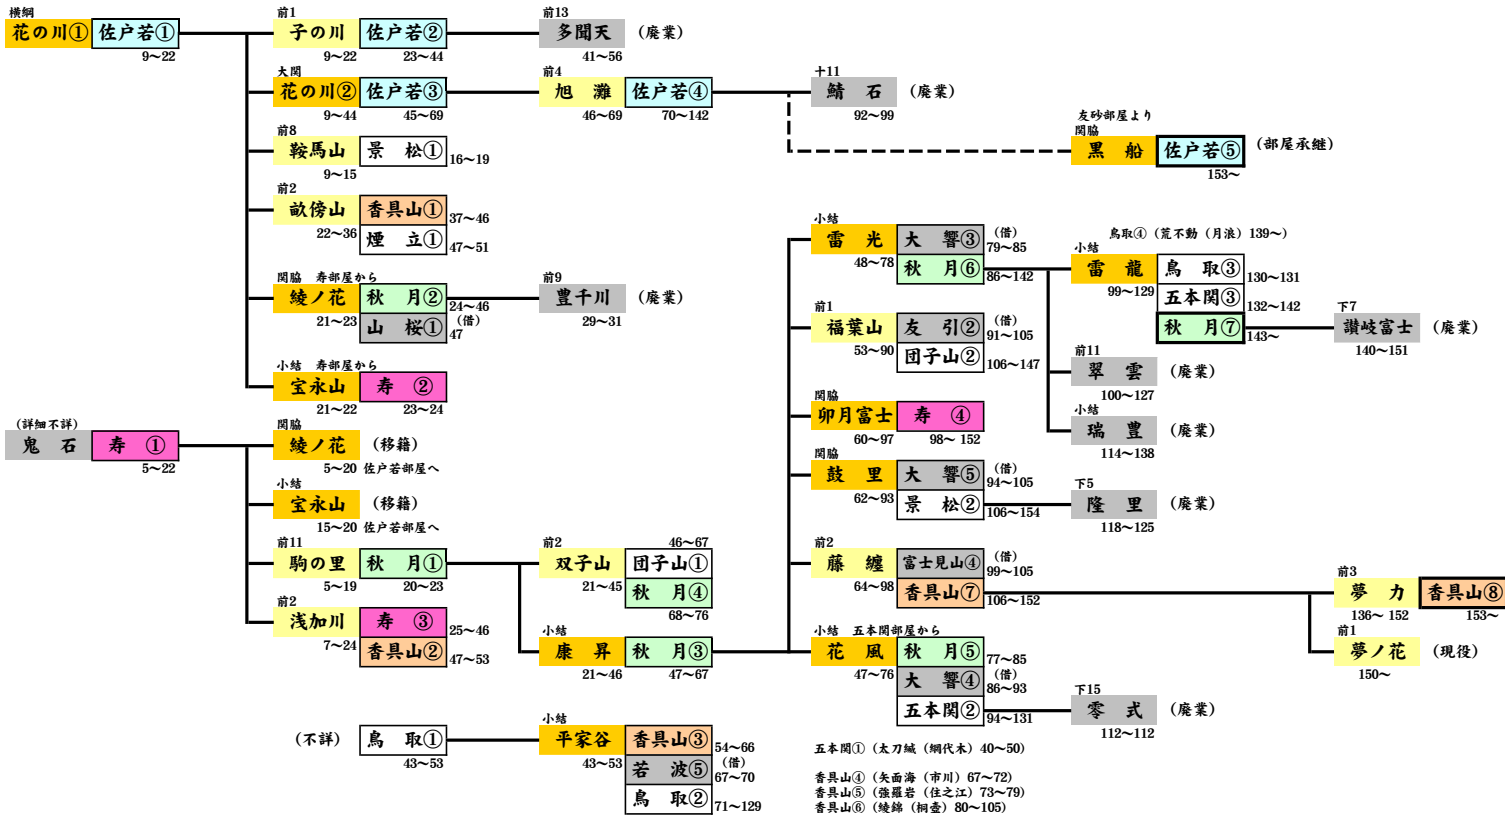 横綱
花の川① 佐戸若①
9〜22
前1
子の川 佐戸若②
9〜22 23〜44
前13
多聞天 (廃業)
41〜56
大関
花の川② 佐戸若③
9〜44 45〜69
前4
旭灘 佐戸若④
46〜69 70〜142
十11
鯖石 (廃業)
92〜99
友砂部屋より
関脇
黒船 佐戸若⑤ (部屋承継)
153〜
前8
鞍馬山 景松① 16〜19
9〜15
前2
畝傍山 香具山① 37〜46
22〜36 煙立① 47〜51
関脇 寿部屋から
綾ノ花 秋月② 24〜46
21〜23 山桜① (借)
47
前9
豊千川 (廃業)
29〜31
小結 寿部屋から
宝永山 寿②
21〜22 23〜24
(詳細不詳)
鬼石 寿①
5〜22
関脇
綾ノ花 (移籍)
5〜20 佐戸若部屋へ
小結
宝永山 (移籍)
15〜20 佐戸若部屋へ
前11
駒の里 秋月①
5〜19 20〜23
前2
浅加川 寿③ 25〜46
7〜24 香具山② 47〜53
前2 46〜67
双子山 団子山①
21〜45 秋月④
68〜76
小結
康昇 秋月③
21〜46 47〜67
(不詳)鳥取①
43〜53
小結
平家谷 香具山③ 54〜66
43〜53 若波⑤ (借)
67〜70
鳥取② 71〜129
小結
雷光 大響③ (借)
79〜85
48〜78 秋月⑥ 86〜142
鳥取④ (荒不動 (月浪) 139〜)
小結
雷龍 鳥取③ 130〜131
99〜129 五本関③ 132〜142
秋月⑦ 143〜
下7
讃岐富士 (廃業)
140〜151
前11
翠雲 (廃業)
100〜127
小結
瑞豊 (廃業)
114〜138
前1
福葉山 友引② (借)
91〜105
53〜90 団子山② 106〜147
関脇
卯月富士 寿④
60〜97 98〜152
関脇
鼓里 大響⑤ (借)
94〜105
62〜93 景松② 106〜154
下5
隆里 (廃業)
118〜125
前2
藤纏 富士見山④ (借)
99〜105
64〜98 香具山⑦ 106〜152
前3
夢力 香具山⑧
136〜152 153〜
前1
夢ノ花 (現役)
150〜
小結 五本関部屋から
花風 秋月⑤ 77〜85
47〜76 大響④ (借)
86〜93
五本関② 94〜131
下15
零式 (廃業)
112〜112
五本関① (太刀絨 (綱代木) 40〜50)
香具山④ (矢面海 (市川) 67〜72)
香具山⑤ (強羅岩 (住之江) 73〜79)
香具山⑥ (綾錦 (桐壺) 80〜105)